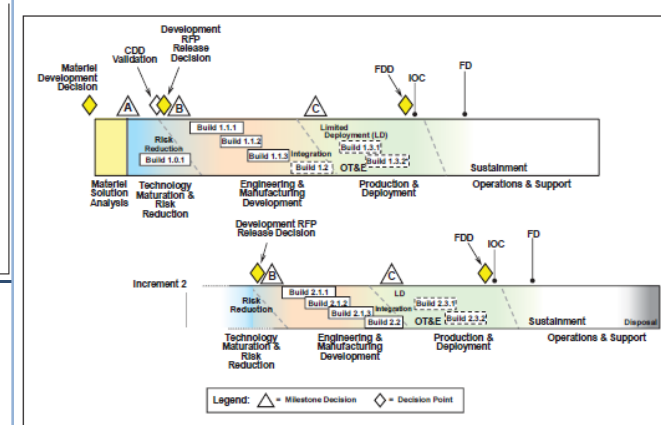 Development
RFP
Release
Decision
CDD
Validation
Materiel
Development
Decision
FDD
IOC
FD
A
B
C
Build 1.1.1
Build 1.1.2
Build 1.1.3
Risk
Reduction
Build 1.0.1
Limited
Deployment (LD)
Integration
Build 1.2
Build 1.3.1
Build 1.3.2
OT&E
Sustainment
Materiel
Solution
Analysis
Technology
Maturation &
Risk
Reduction
Engineering &
Manufacturing
Development
Production &
Deployment
Operations & Support
Development RFP
Release Decision
FDD
IOC
FD
B
C
Increment 2
Risk
Reduction
Build 2.1.1
Build 2.1.2
Build 2.1.3
Build 2.2
LD
Integration
Build 2.3.1
Build 2.3.2
OT&E
Sustainment
Disposal
Technology
Maturation &
Risk
Reduction
Engineering &
Manufacturing
Development
Production &
Deployment
Operations & Support
Legend: = Milestone Decision = Decision Point